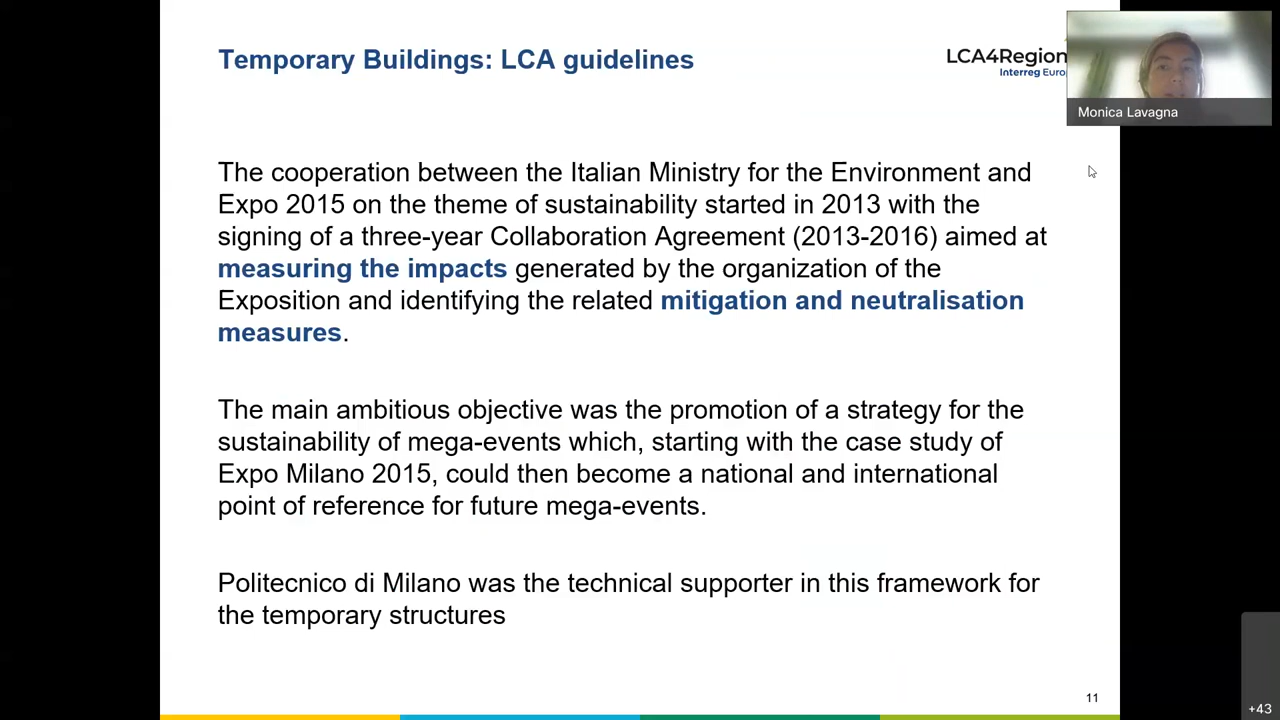 Temporary Buildings: LCA guidelines
LCA4Region
Interreg Euro
Monica Lavagna
The cooperation between the Italian Ministry for the Environment and
Expo 2015 on the theme of sustainability started in 2013 with the
signing of a three-year Collaboration Agreement (2013-2016) aimed at
measuring the impacts generated by the organization of the
Exposition and identifying the related mitigation and neutralisation
measures.
The main ambitious objective was the promotion of a strategy for the
sustainability of mega-events which, starting with the case study of
Expo Milano 2015, could then become a national and international
point of reference for future mega-events.
Politecnico di Milano was the technical supporter in this framework for
the temporary structures
11
+43